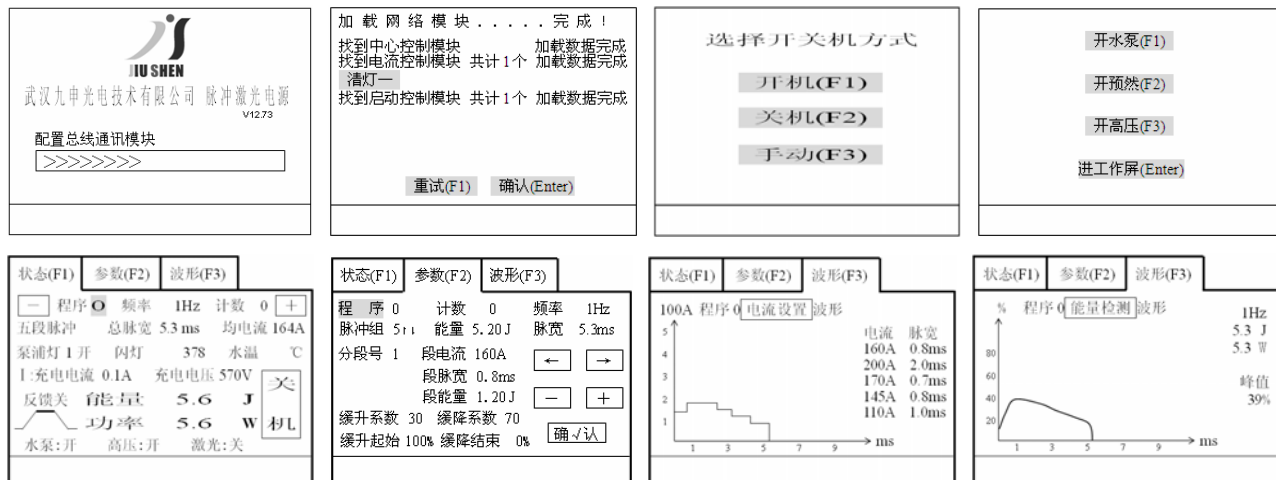 JIU SHEN
武汉九申光电技术有限公司 脉冲激光电源
V12.73
配置总线通讯模块
>>>>>>>>
加载网络模块.....完成!
找到中心控制模块 加载数据完成
找到电流控制模块 共计1个 加载数据完成
清灯一
找到启动控制模块 共计1个 加载数据完成
重试(F1) 确认(Enter)
选择开关机方式
开机(F1)
关机(F2)
手动(F3)
开水泵(F1)
开预然(F2)
开高压(F3)
进工作屏(Enter)
状态(F1) 参数(F2) 波形(F3)
− 程序 0 频率 1Hz 计数 0 +
五段脉冲 总脉宽 5.3 ms 均电流 164A
泵浦灯 1 开 闪灯 378 水温 ℃
1:充电电流 0.1A 充电电压 570V
反馈关 能量 5.6 J
功率 5.6 W
关机
水泵:开 高压:开 激光:关
状态(F1) 参数(F2) 波形(F3)
程 序 0 计数 0 频率 1Hz
脉冲组 5↑↓ 能量 5.20J 脉宽 5.3ms
分段号 1 段电流 160A ← →
段脉宽 0.8ms
段能量 1.20J − +
缓升系数 30 缓降系数 70
缓升起始 100% 缓降结束 0% 确√认
状态(F1) 参数(F2) 波形(F3)
100A 程序 0 电流设置 波形
5
4
3
2
1
1 3 5 7 9 ms
电流 脉宽
160A 0.8ms
200A 2.0ms
170A 0.7ms
145A 0.8ms
110A 1.0ms
状态(F1) 参数(F2) 波形(F3)
% 程序 0 能量检测 波形
1Hz
5.3 J
5.3 W
峰值
39%
80
60
40
20
1 3 5 7 9 ms